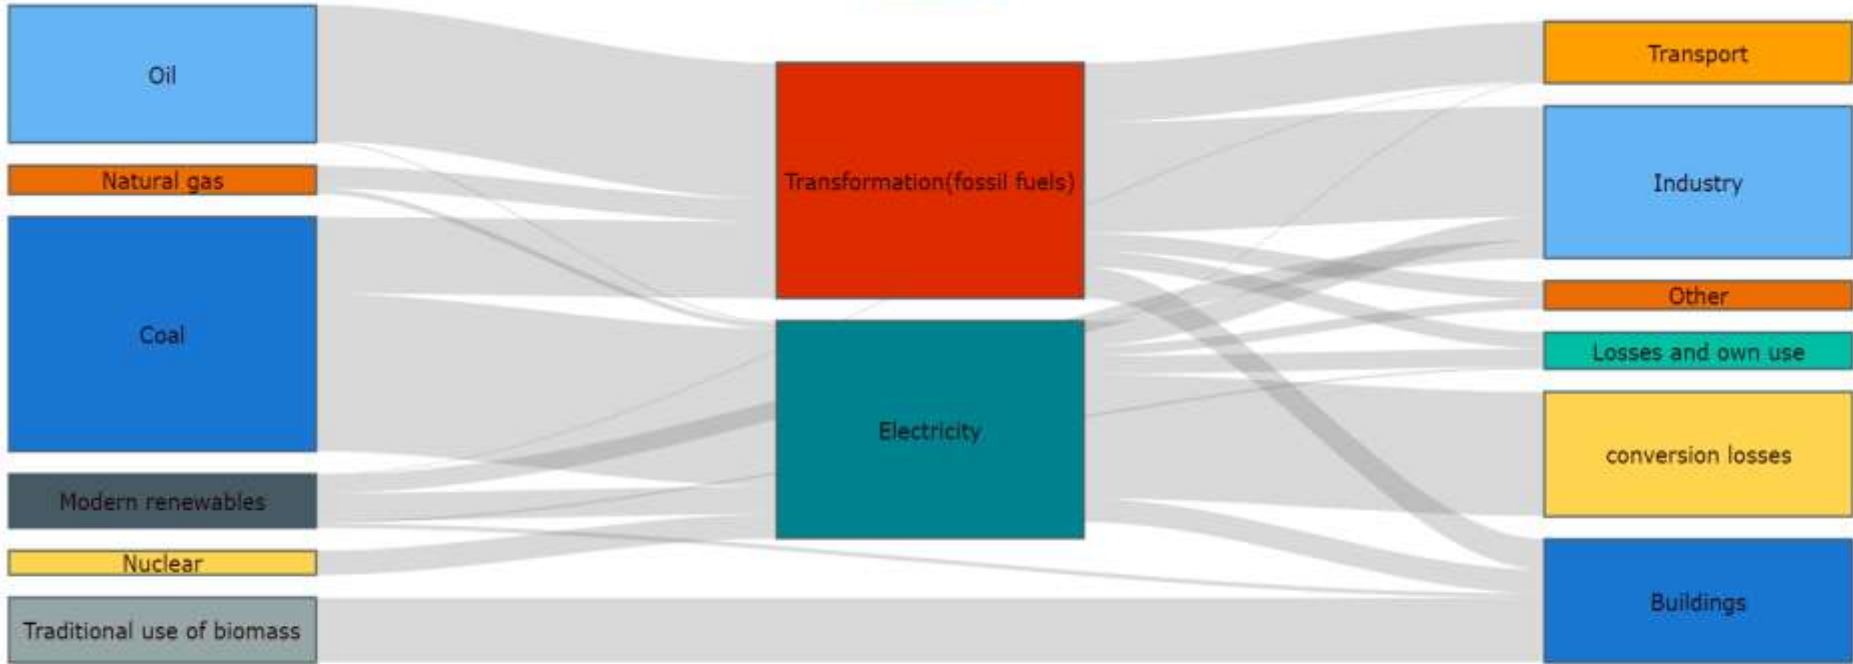 Oil
Natural gas
Coal
Modern renewables
Nuclear
Traditional use of biomass
Transformation(fossil fuels)
Electricity
Transport
Industry
Other
Losses and own use
conversion losses
Buildings